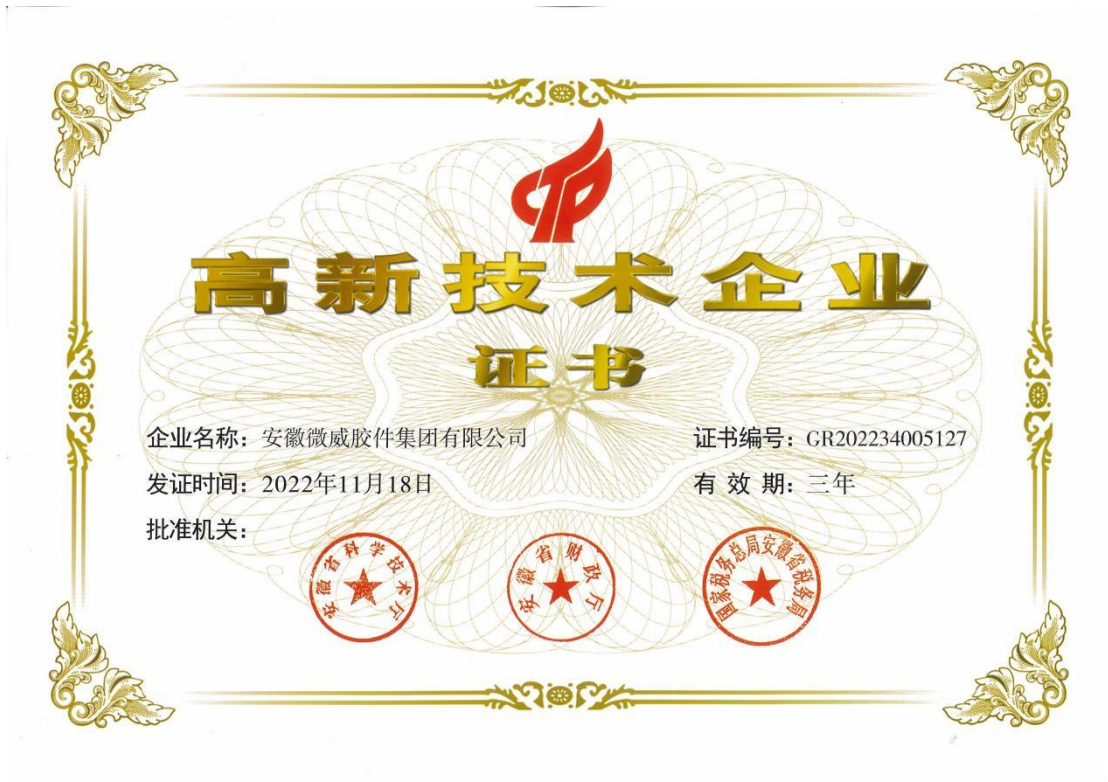 高新技术企业
证书
企业名称：安徽微威胶件集团有限公司 证书编号：GR202234005127
发证时间：2022年11月18日 有 效 期：三年
批准机关：
安徽省科学技术厅
安徽省财政厅
国家税务总局安徽省税务局